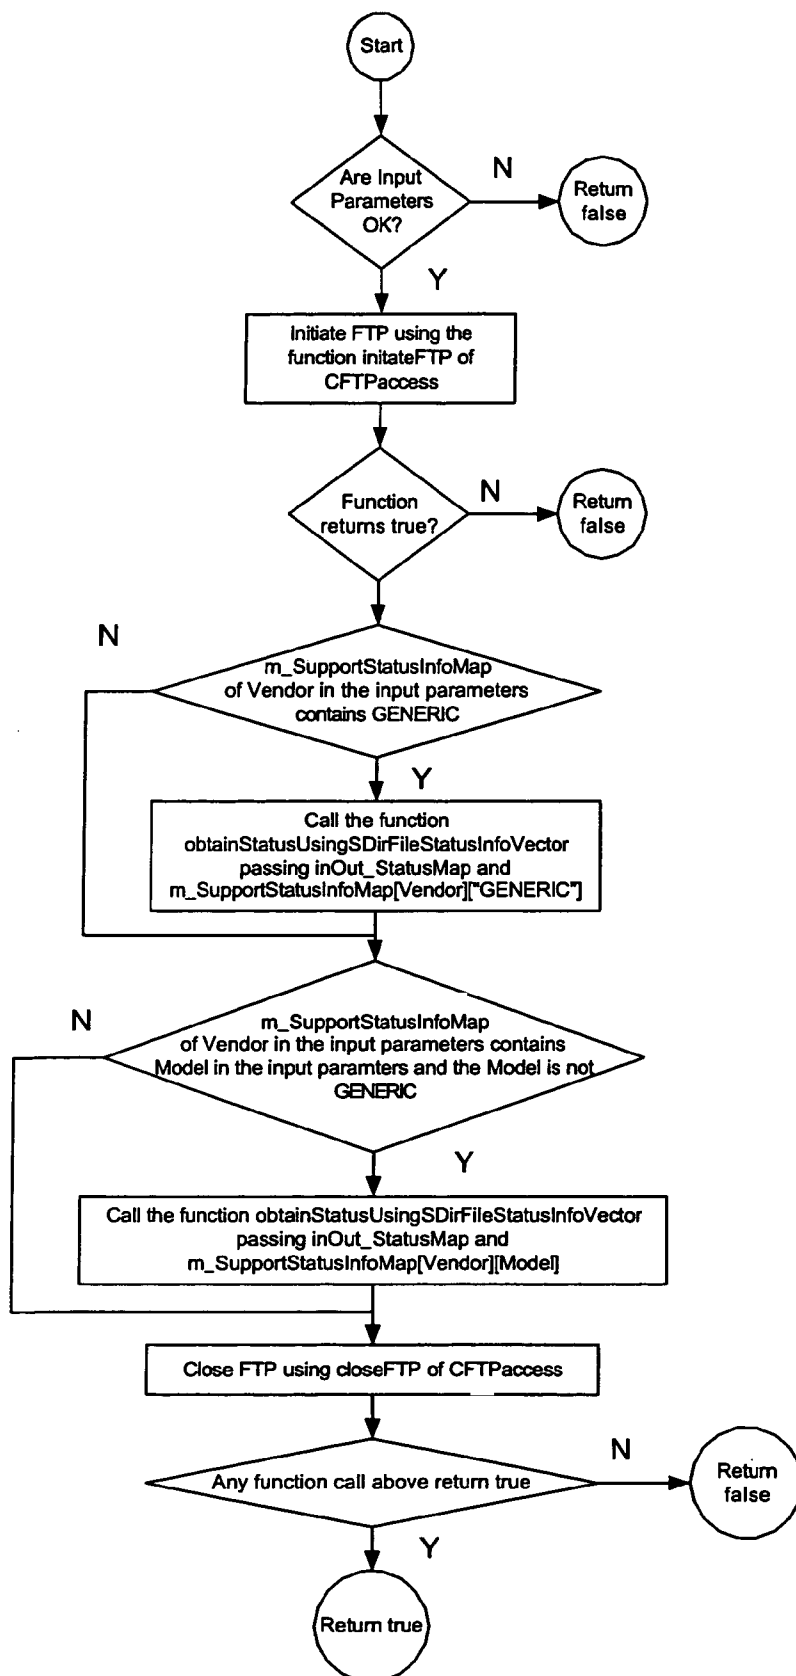 Start
Are Input
Parameters
OK?
N
Return
false
Y
Initiate FTP using the
function initateFTP of
CFTPaccess
Function
returns true?
N
Return
false
N
m_SupportStatusInfoMap
of Vendor in the input parameters
contains GENERIC
Y
Call the function
obtainStatusUsingSDirFileStatusInfoVector
passing inOut_StatusMap and
m_SupportStatusInfoMap[Vendor]["GENERIC"]
N
m_SupportStatusInfoMap
of Vendor in the input parameters contains
Model in the input paramters and the Model is not
GENERIC
Y
Call the function obtainStatusUsingSDirFileStatusInfoVector
passing inOut_StatusMap and
m_SupportStatusInfoMap[Vendor][Model]
Close FTP using closeFTP of CFTPaccess
Any function call above return true
N
Return
false
Y
Return true